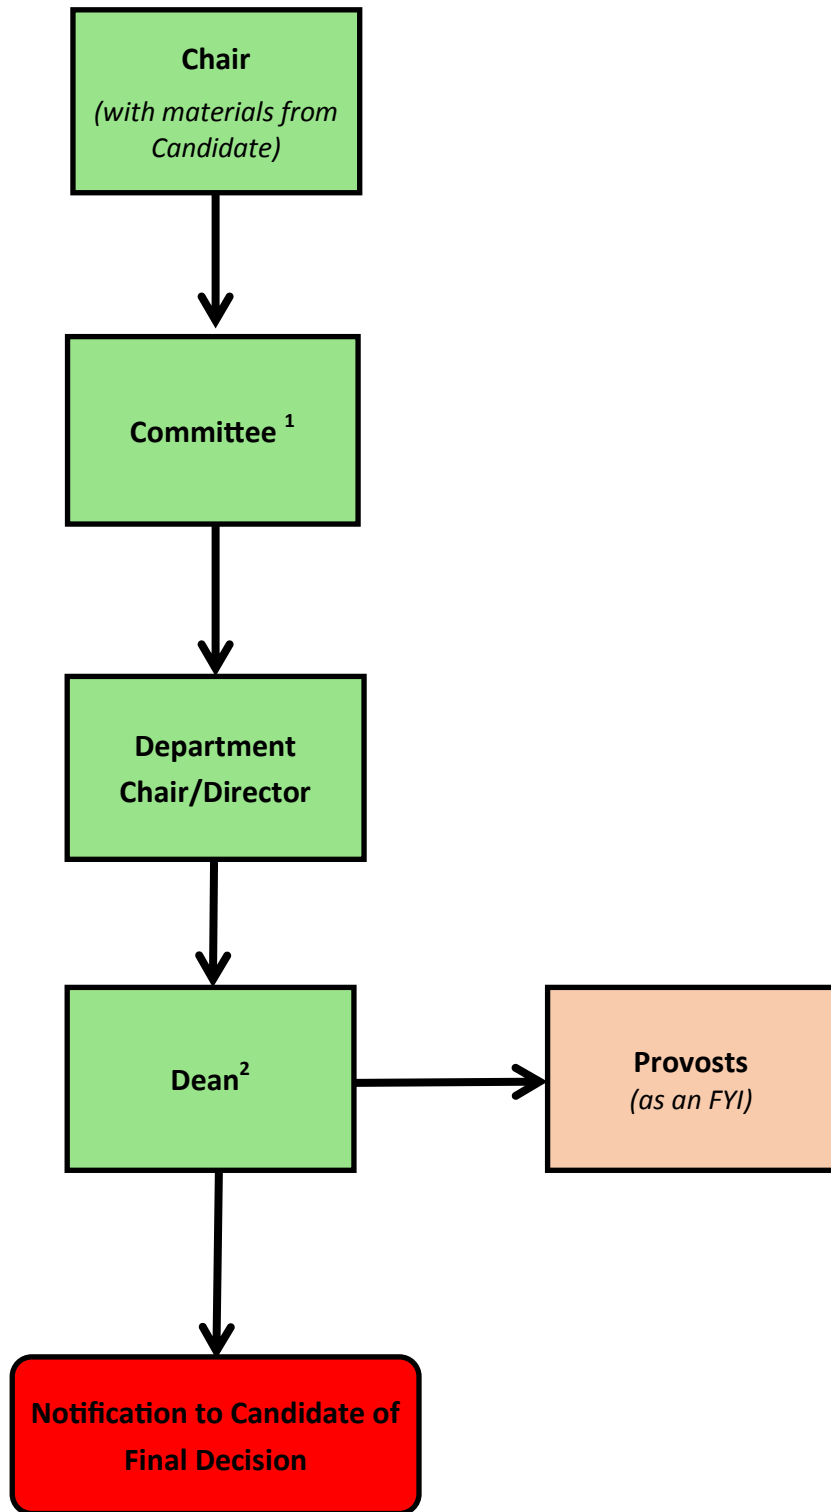 Chair
(with materials from
Candidate)
Committee ¹
Department
Chair/Director
Dean²
Provosts
(as an FYI)
Notification to Candidate of
Final Decision